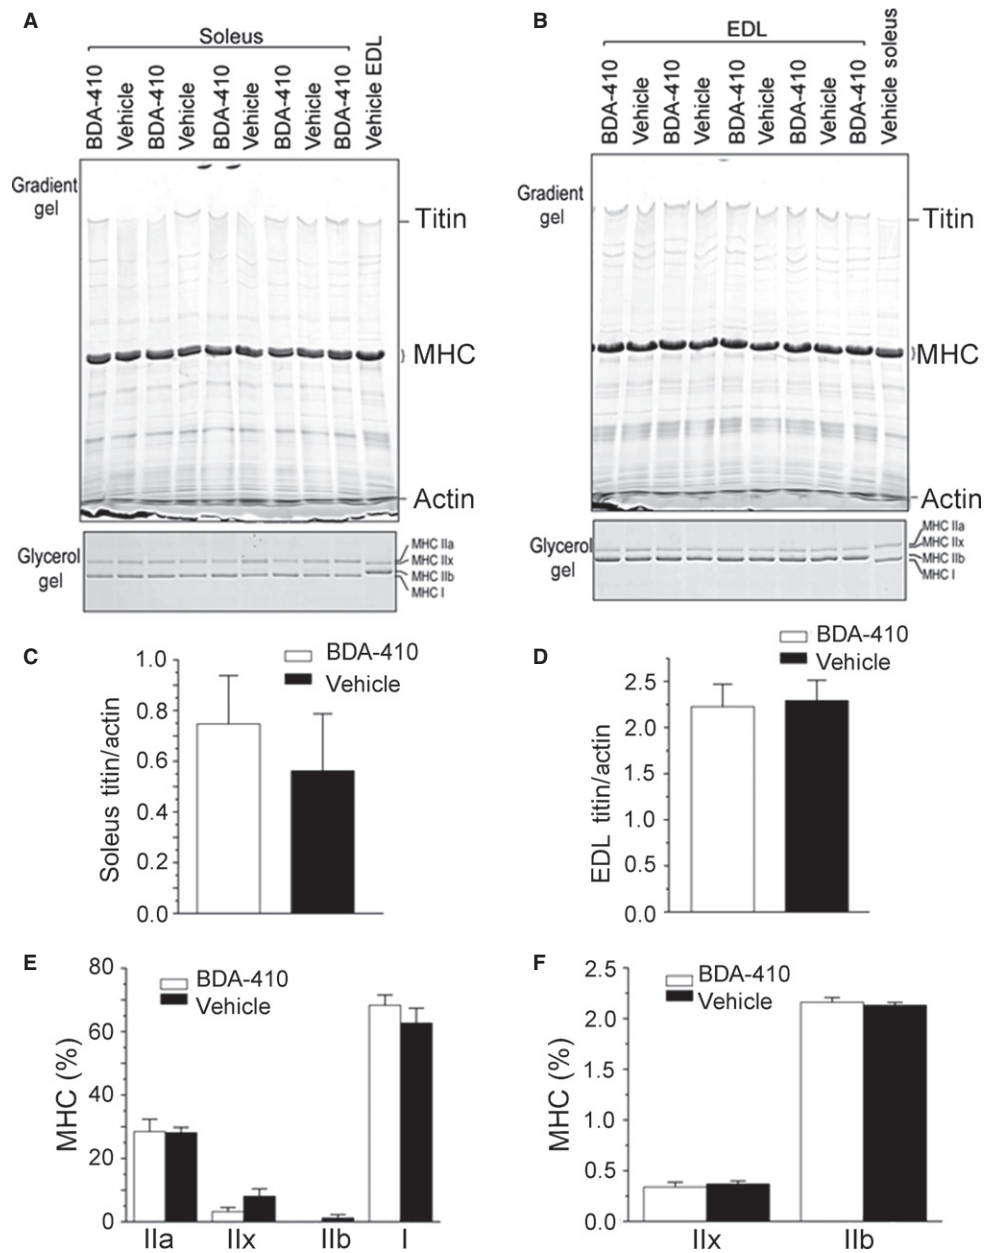 A
Soleus
BDA-410
Vehicle
BDA-410
Vehicle
BDA-410
Vehicle
BDA-410
Vehicle
BDA-410
Vehicle EDL
Gradient
gel
Titin
MHC
Actin
Glycerol
gel
MHC IIa
MHC IIx
MHC IIb
MHC I
B
EDL
BDA-410
Vehicle
BDA-410
Vehicle
BDA-410
Vehicle
BDA-410
Vehicle
BDA-410
Vehicle soleus
Gradient
gel
Titin
MHC
Actin
Glycerol
gel
MHC IIa
MHC IIx
MHC IIb
MHC I
C
BDA-410
Vehicle
Soleus titin/actin
1.0
0.8
0.6
0.4
0.2
0.0
D
BDA-410
Vehicle
EDL titin/actin
2.5
2.0
1.5
1.0
0.5
0.0
E
BDA-410
Vehicle
MHC (%)
80
60
40
20
0
IIa IIx IIb I
F
BDA-410
Vehicle
MHC (%)
2.5
2.0
1.5
1.0
0.5
0.0
IIx IIb